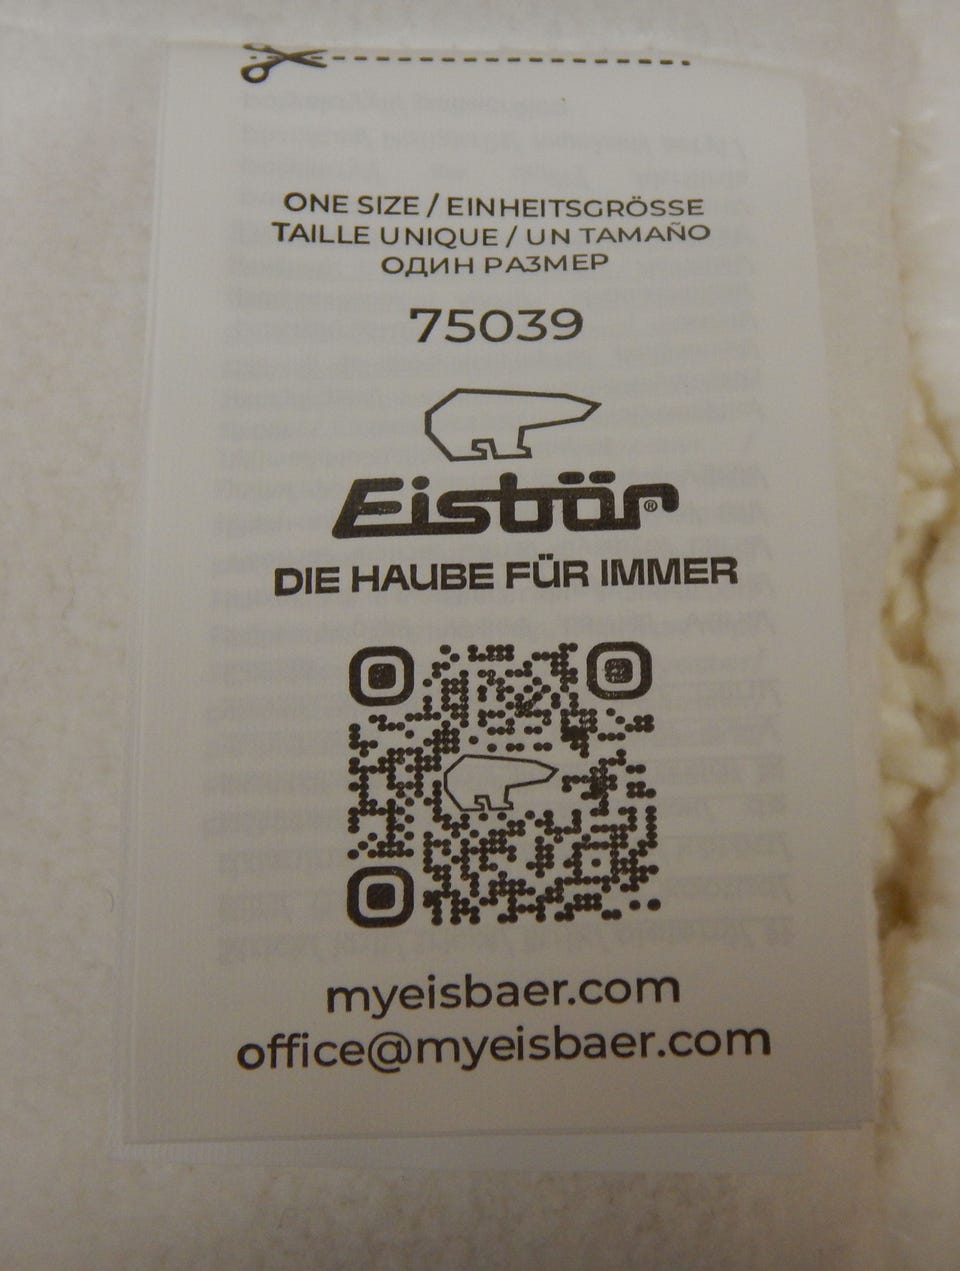 ONE SIZE / EINHEITSGRÖSSE
TAILLE UNIQUE / UN TAMAÑO
ОДИН РАЗМЕР
75039
Eisbär®
DIE HAUBE FÜR IMMER
myeisbaer.com
office@myeisbaer.com